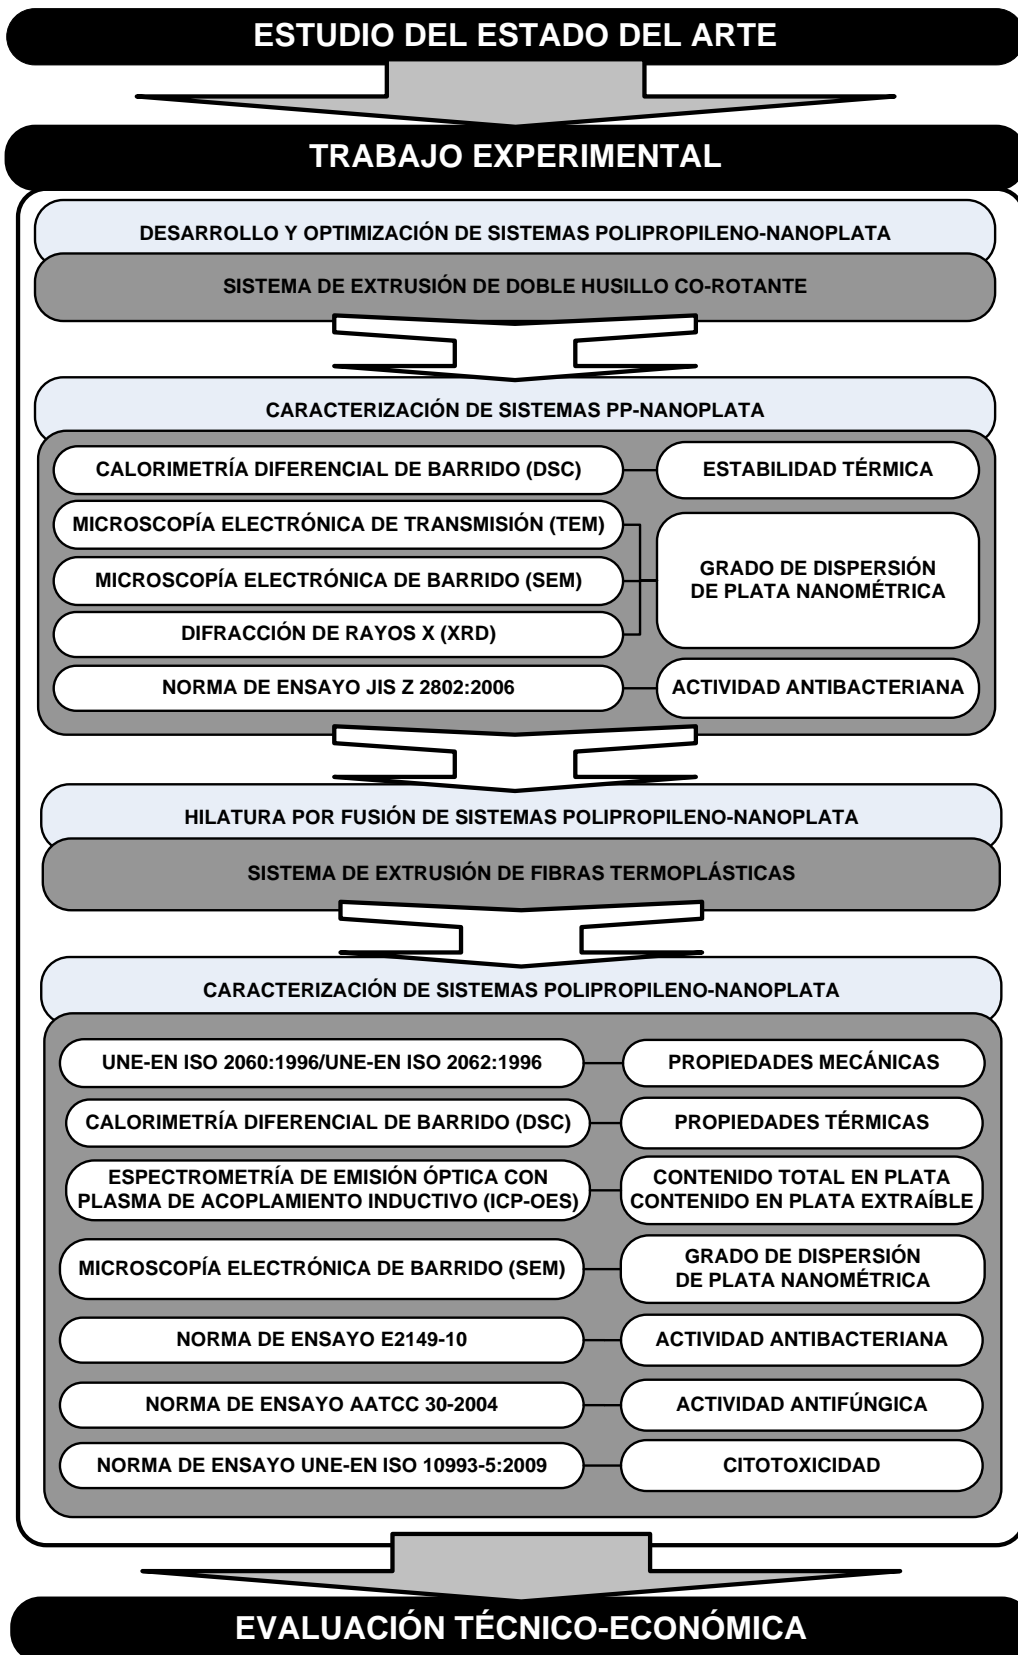 ESTUDIO DEL ESTADO DEL ARTE
TRABAJO EXPERIMENTAL
DESARROLLO Y OPTIMIZACIÓN DE SISTEMAS POLIPROPILENO-NANOPLATA
SISTEMA DE EXTRUSIÓN DE DOBLE HUSILLO CO-ROTANTE
CARACTERIZACIÓN DE SISTEMAS PP-NANOPLATA
CALORIMETRÍA DIFERENCIAL DE BARRIDO (DSC)
ESTABILIDAD TÉRMICA
MICROSCOPÍA ELECTRÓNICA DE TRANSMISIÓN (TEM)
MICROSCOPÍA ELECTRÓNICA DE BARRIDO (SEM)
DIFRACCIÓN DE RAYOS X (XRD)
GRADO DE DISPERSIÓN
DE PLATA NANOMÉTRICA
NORMA DE ENSAYO JIS Z 2802:2006
ACTIVIDAD ANTIBACTERIANA
HILATURA POR FUSIÓN DE SISTEMAS POLIPROPILENO-NANOPLATA
SISTEMA DE EXTRUSIÓN DE FIBRAS TERMOPLÁSTICAS
CARACTERIZACIÓN DE SISTEMAS POLIPROPILENO-NANOPLATA
UNE-EN ISO 2060:1996/UNE-EN ISO 2062:1996
PROPIEDADES MECÁNICAS
CALORIMETRÍA DIFERENCIAL DE BARRIDO (DSC)
PROPIEDADES TÉRMICAS
ESPECTROMETRÍA DE EMISIÓN ÓPTICA CON
PLASMA DE ACOPLAMIENTO INDUCTIVO (ICP-OES)
CONTENIDO TOTAL EN PLATA
CONTENIDO EN PLATA EXTRAÍBLE
MICROSCOPÍA ELECTRÓNICA DE BARRIDO (SEM)
GRADO DE DISPERSIÓN
DE PLATA NANOMÉTRICA
NORMA DE ENSAYO E2149-10
ACTIVIDAD ANTIBACTERIANA
NORMA DE ENSAYO AATCC 30-2004
ACTIVIDAD ANTIFÚNGICA
NORMA DE ENSAYO UNE-EN ISO 10993-5:2009
CITOTOXICIDAD
EVALUACIÓN TÉCNICO-ECONÓMICA